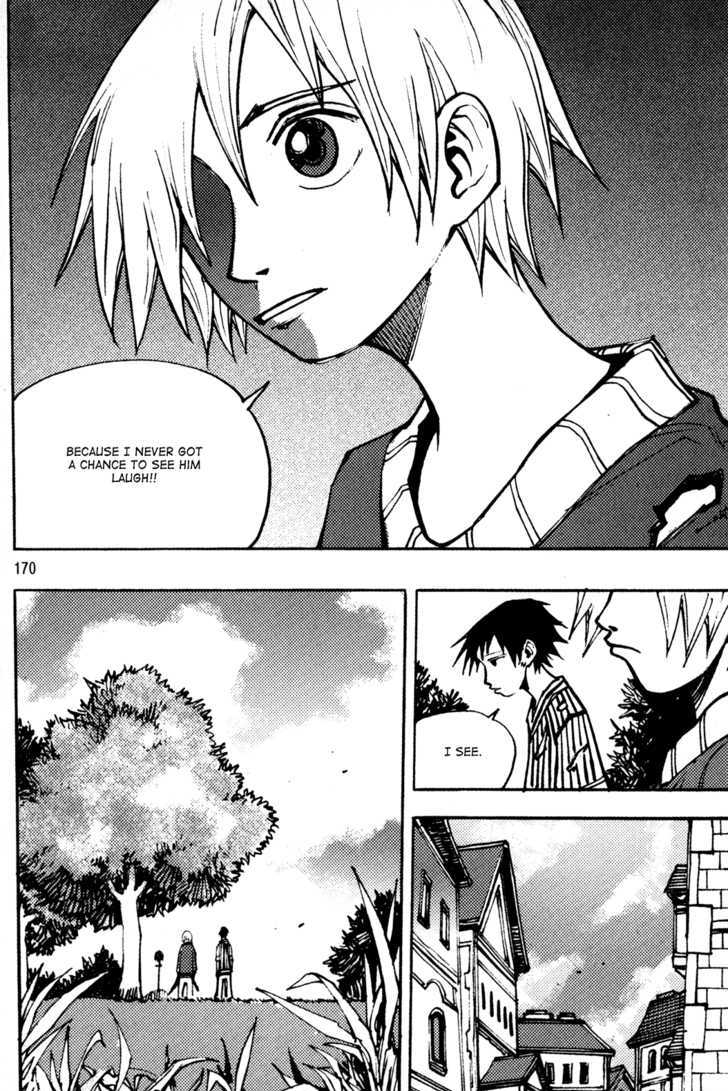 BECAUSE I NEVER GOT
A CHANCE TO SEE HIM
LAUGH!!
170
I SEE.